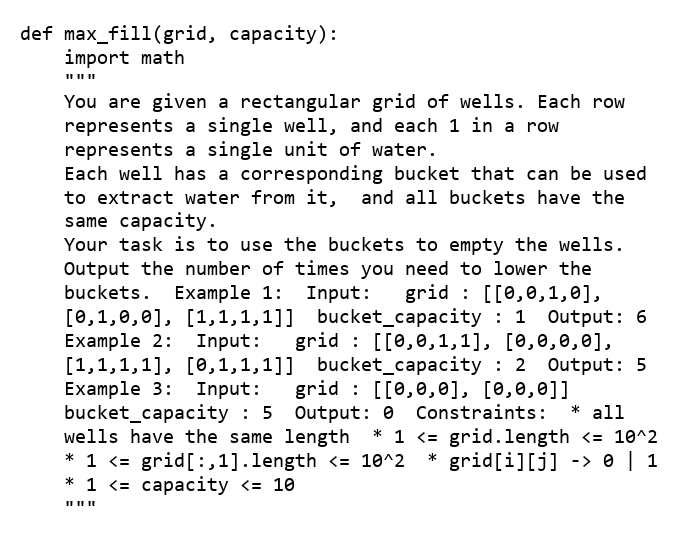 def max_fill(grid, capacity):
    import math
    """
    You are given a rectangular grid of wells. Each row
    represents a single well, and each 1 in a row
    represents a single unit of water.
    Each well has a corresponding bucket that can be used
    to extract water from it,  and all buckets have the
    same capacity.
    Your task is to use the buckets to empty the wells.
    Output the number of times you need to lower the
    buckets.  Example 1:  Input:   grid : [[0,0,1,0],
    [0,1,0,0], [1,1,1,1]]  bucket_capacity : 1  Output: 6
    Example 2:  Input:   grid : [[0,0,1,1], [0,0,0,0],
    [1,1,1,1], [0,1,1,1]]  bucket_capacity : 2  Output: 5
    Example 3:  Input:   grid : [[0,0,0], [0,0,0]]
    bucket_capacity : 5  Output: 0  Constraints:  * all
    wells have the same length  * 1 <= grid.length <= 10^2
    * 1 <= grid[:,1].length <= 10^2  * grid[i][j] -> 0 | 1
    * 1 <= capacity <= 10
    """